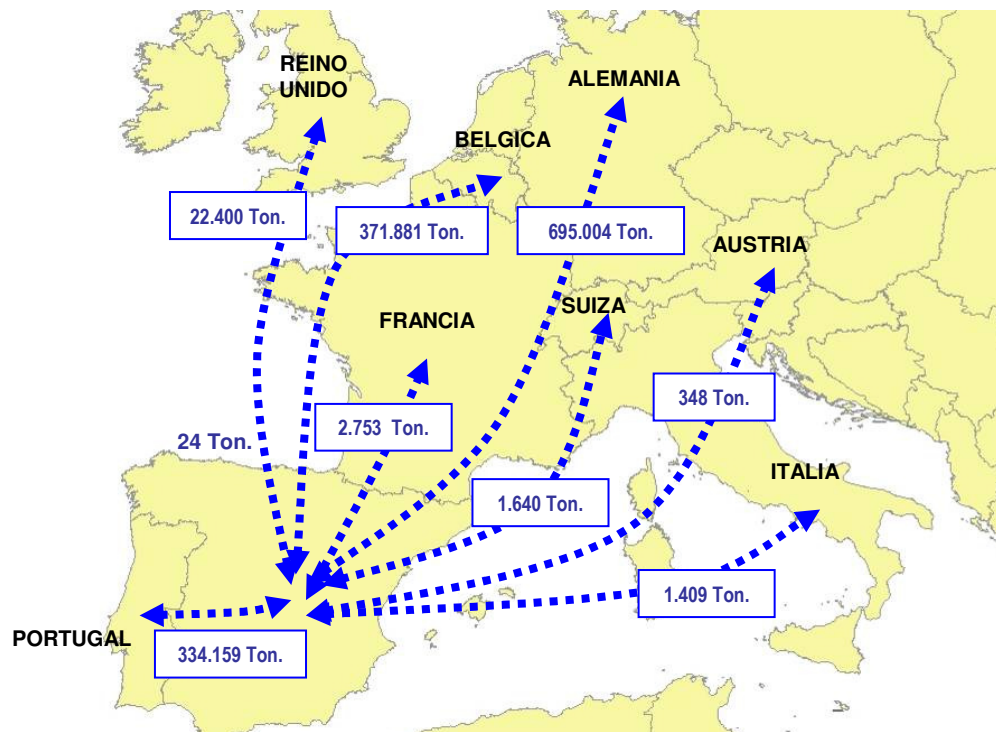 REINO
UNIDO
ALEMANIA
BELGICA
22.400 Ton.
371.881 Ton.
695.004 Ton.
AUSTRIA
SUIZA
FRANCIA
348 Ton.
2.753 Ton.
24 Ton.
ITALIA
1.640 Ton.
1.409 Ton.
PORTUGAL
334.159 Ton.